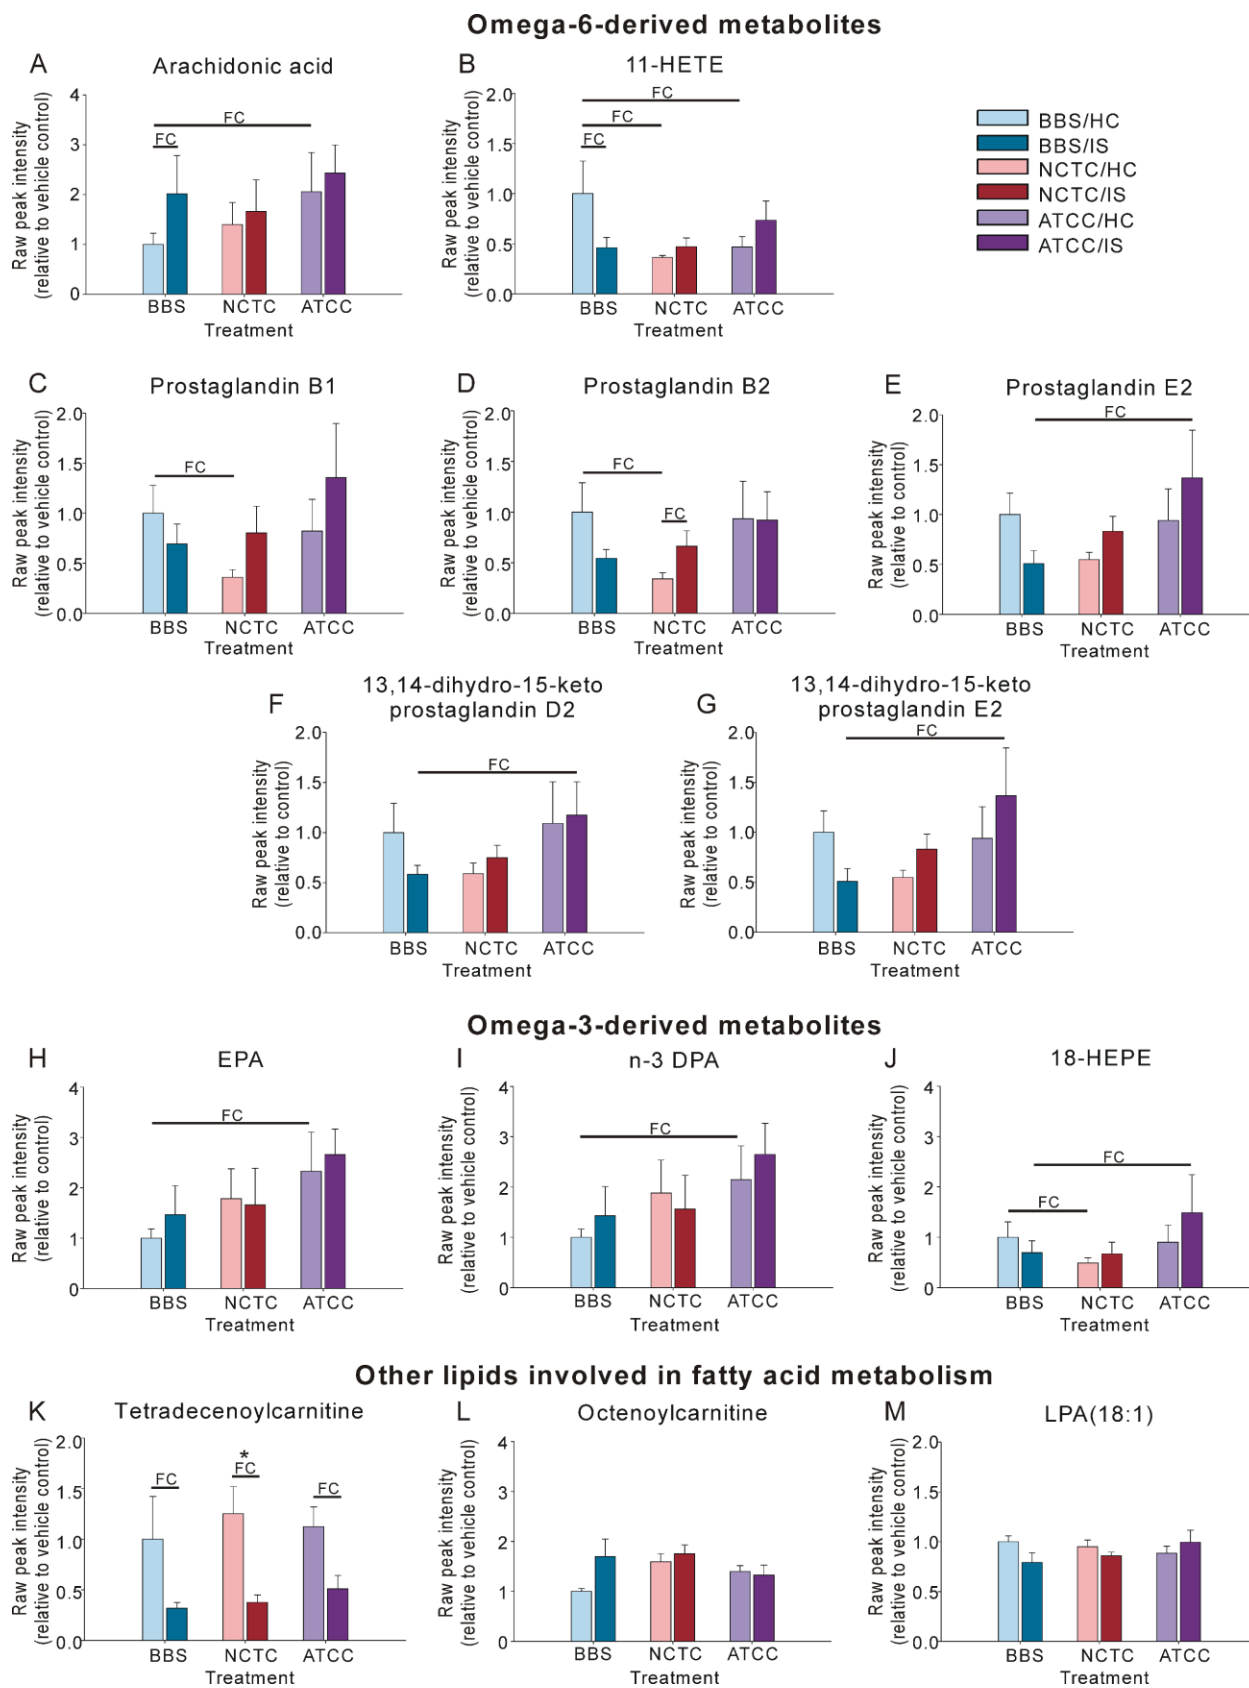 Omega-6-derived metabolites
A
Arachidonic acid
Raw peak intensity
(relative to vehicle control)
4
3
2
1
0
FC
FC
BBS NCTC ATCC
Treatment
B
11-HETE
Raw peak intensity
(relative to vehicle control)
2.0
1.5
1.0
0.5
0.0
FC
FC
FC
BBS NCTC ATCC
Treatment
BBS/HC
BBS/IS
NCTC/HC
NCTC/IS
ATCC/HC
ATCC/IS
C
Prostaglandin B1
Raw peak intensity
(relative to vehicle control)
2.0
1.5
1.0
0.5
0.0
FC
BBS NCTC ATCC
Treatment
D
Prostaglandin B2
Raw peak intensity
(relative to vehicle control)
2.0
1.5
1.0
0.5
0.0
FC
FC
BBS NCTC ATCC
Treatment
E
Prostaglandin E2
Raw peak intensity
(relative to control)
2.0
1.5
1.0
0.5
0.0
FC
BBS NCTC ATCC
Treatment
F
13,14-dihydro-15-keto
prostaglandin D2
Raw peak intensity
(relative to control)
2.0
1.5
1.0
0.5
0.0
FC
BBS NCTC ATCC
Treatment
G
13,14-dihydro-15-keto
prostaglandin E2
Raw peak intensity
(relative to control)
2.0
1.5
1.0
0.5
0.0
FC
BBS NCTC ATCC
Treatment
Omega-3-derived metabolites
H
EPA
Raw peak intensity
(relative to control)
4
3
2
1
0
FC
BBS NCTC ATCC
Treatment
I
n-3 DPA
Raw peak intensity
(relative to vehicle control)
4
3
2
1
0
FC
BBS NCTC ATCC
Treatment
J
18-HEPE
Raw peak intensity
(relative to vehicle control)
4
3
2
1
0
FC
FC
BBS NCTC ATCC
Treatment
Other lipids involved in fatty acid metabolism
K
Tetradecenoylcarnitine
Raw peak intensity
(relative to vehicle control)
2.0
1.5
1.0
0.5
0.0
*
FC FC FC
BBS NCTC ATCC
Treatment
L
Octenoylcarnitine
Raw peak intensity
(relative to vehicle control)
4
3
2
1
0
BBS NCTC ATCC
Treatment
M
LPA(18:1)
Raw peak intensity
(relative to vehicle control)
2.0
1.5
1.0
0.5
0.0
BBS NCTC ATCC
Treatment